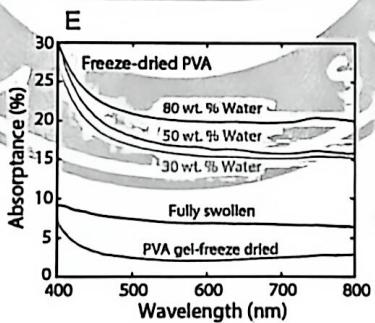 E
30
25
20
15
10
5
0
Absorptance (%)
Freeze-dried PVA
80 wt. % Water
50 wt. % Water
30 wt. % Water
Fully swollen
PVA gel-freeze dried
400 500 600 700 800
Wavelength (nm)